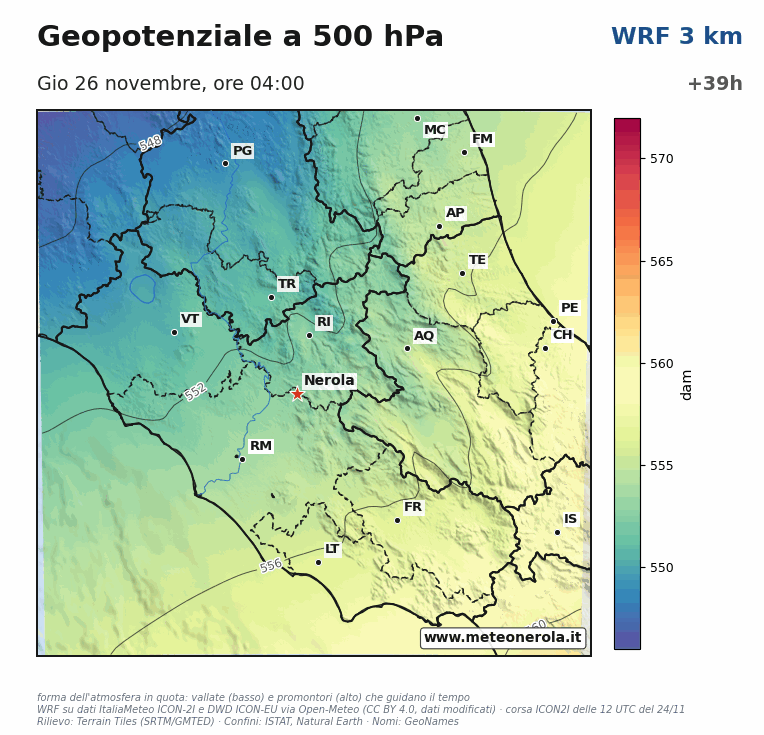 Geopotenziale a 500 hPa
WRF 3 km
Gio 26 novembre, ore 04:00
+39h
MC
FM
548
PG
AP
TE
TR
PE
VT
RI
CH
AQ
Nerola
552
RM
FR
IS
LT
556
www.meteonerola.it
570
565
560
555
550
dam
forma dell'atmosfera in quota: vallate (basso) e promontori (alto) che guidano il tempo
WRF su dati ItaliaMeteo ICON-2I e DWD ICON-EU via Open-Meteo (CC BY 4.0, dati modificati) · corsa ICON2I delle 12 UTC del 24/11
Rilievo: Terrain Tiles (SRTM/GMTED) · Confini: ISTAT, Natural Earth · Nomi: GeoNames